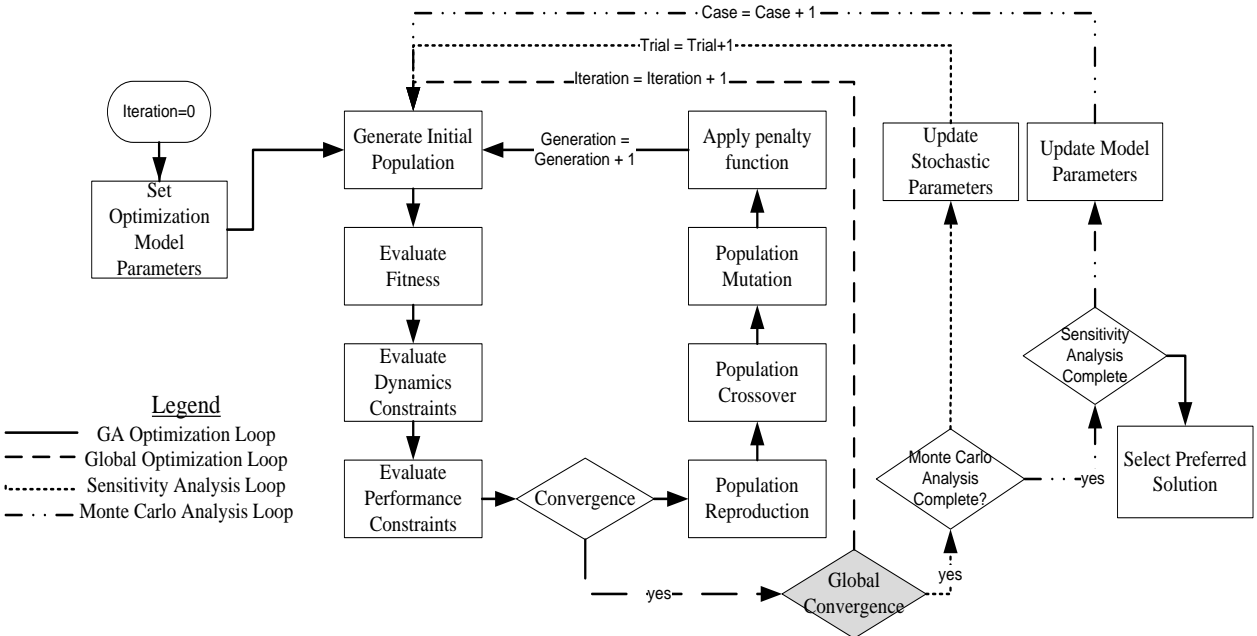 Case = Case + 1
Trial = Trial+1
Iteration = Iteration + 1
Iteration=0
Set
Optimization
Model
Parameters
Generate Initial
Population
Generation =
Generation + 1
Apply penalty
function
Update
Stochastic
Parameters
Update Model
Parameters
Evaluate
Fitness
Population
Mutation
Evaluate
Dynamics
Constraints
Population
Crossover
Sensitivity
Analysis
Complete
Legend
GA Optimization Loop
Global Optimization Loop
Sensitivity Analysis Loop
Monte Carlo Analysis Loop
Evaluate
Performance
Constraints
Convergence
Population
Reproduction
Monte Carlo
Analysis
Complete?
yes
Select Preferred
Solution
yes
Global
Convergence
yes